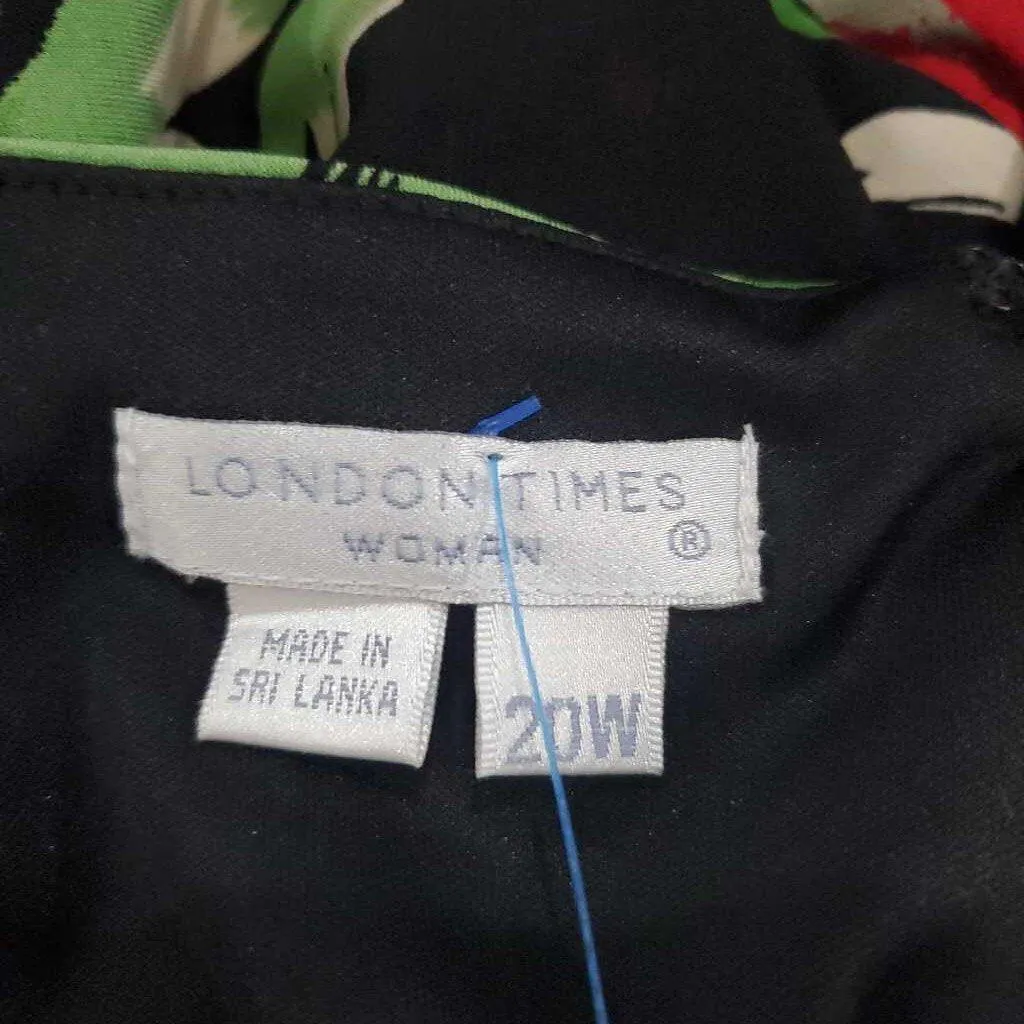 LONDON TIMES
WOMAN ®
MADE IN
SRI LANKA
20W